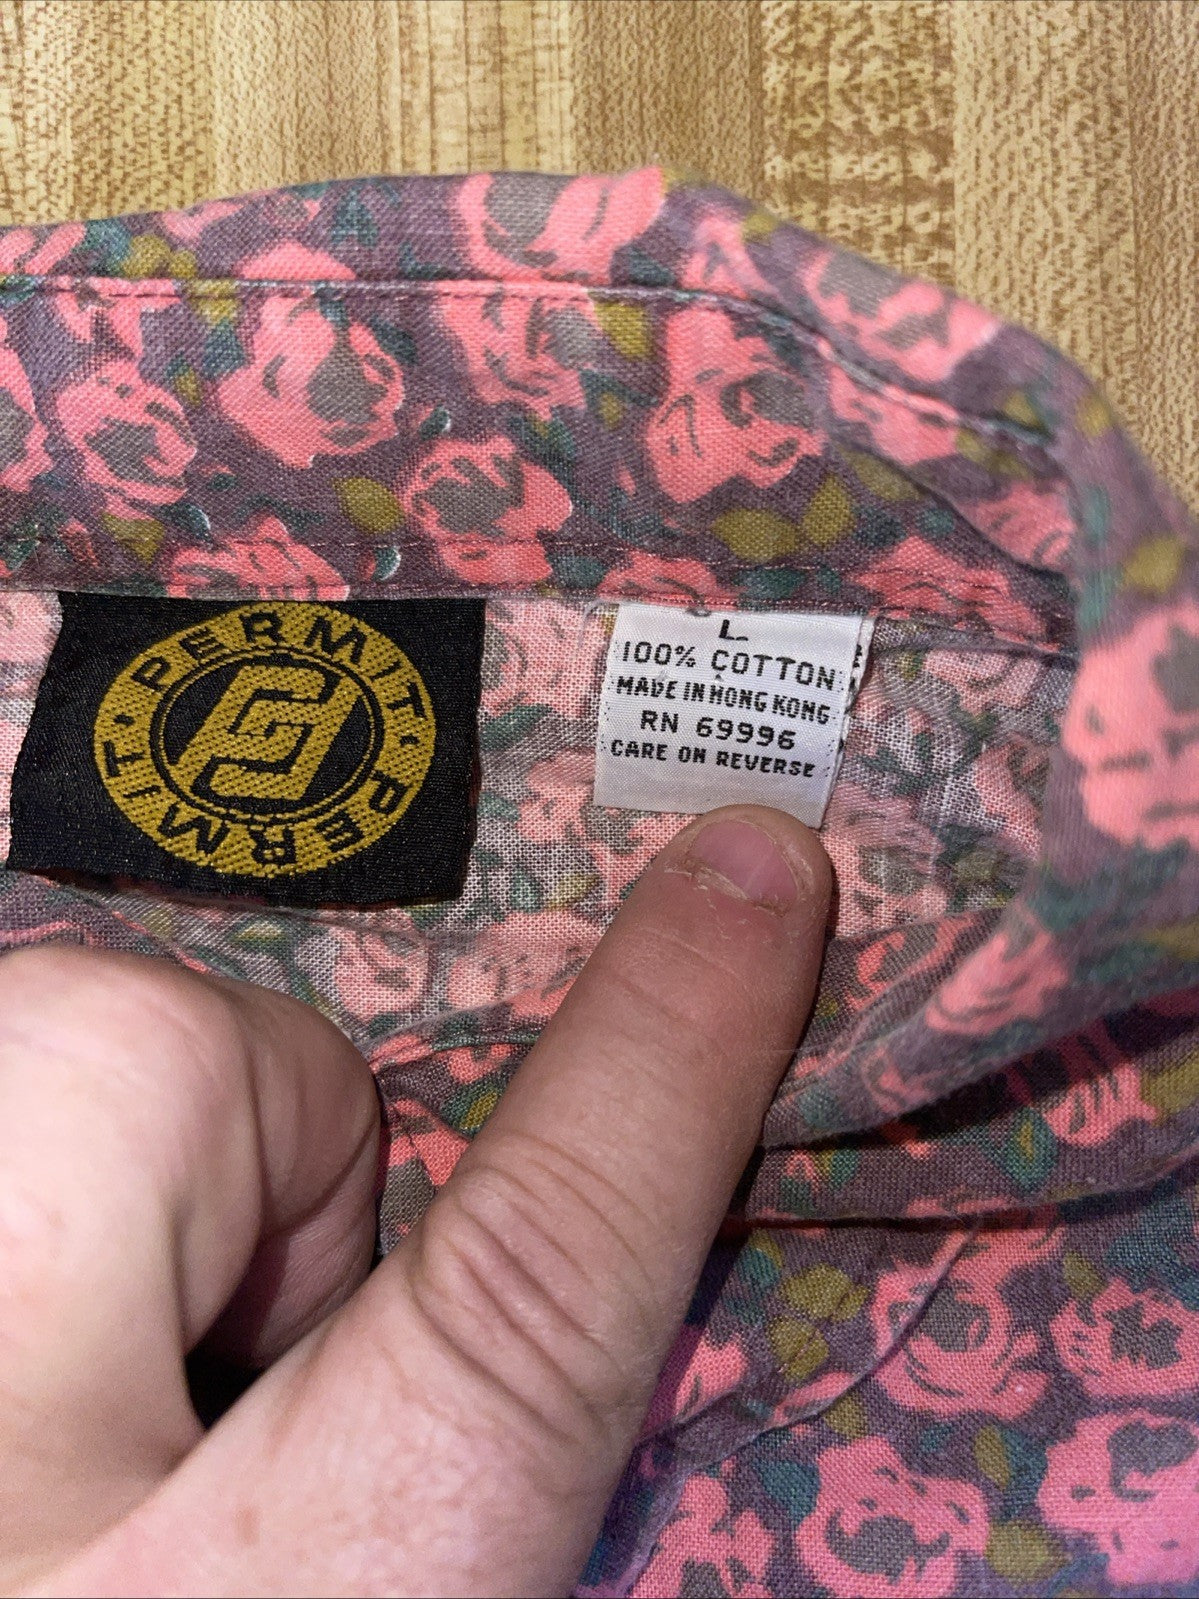 PERMIT · PERMIT ·
L
100% COTTON
MADE IN HONG KONG
RN 69996
CARE ON REVERSE